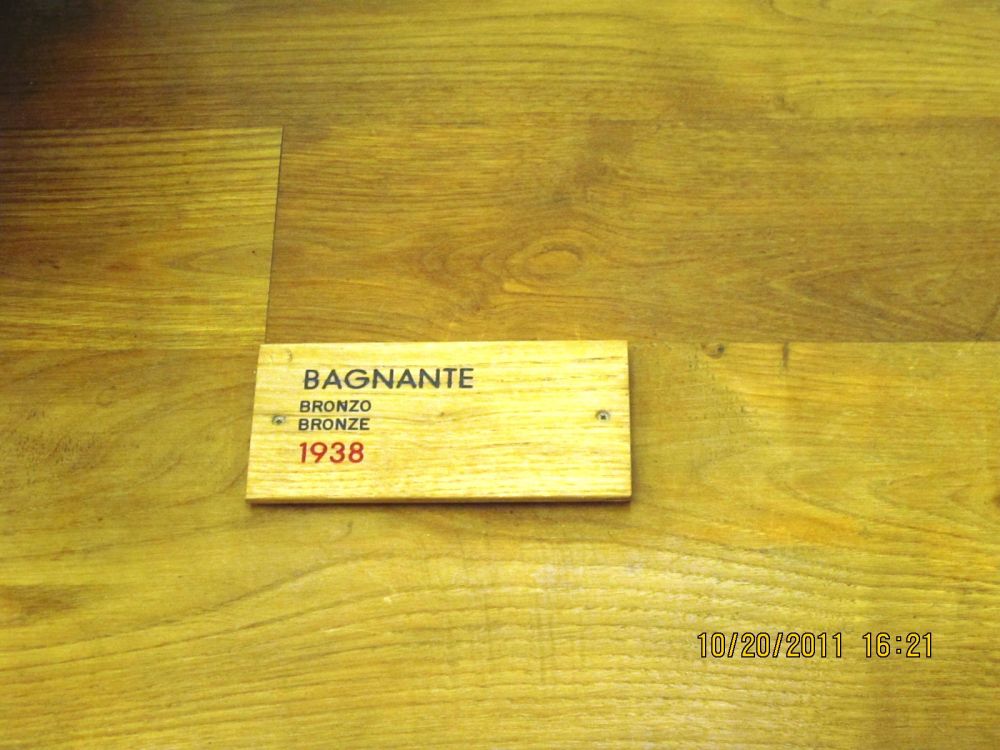 BAGNANTE
BRONZO
BRONZE
1938
10/20/2011 16:21